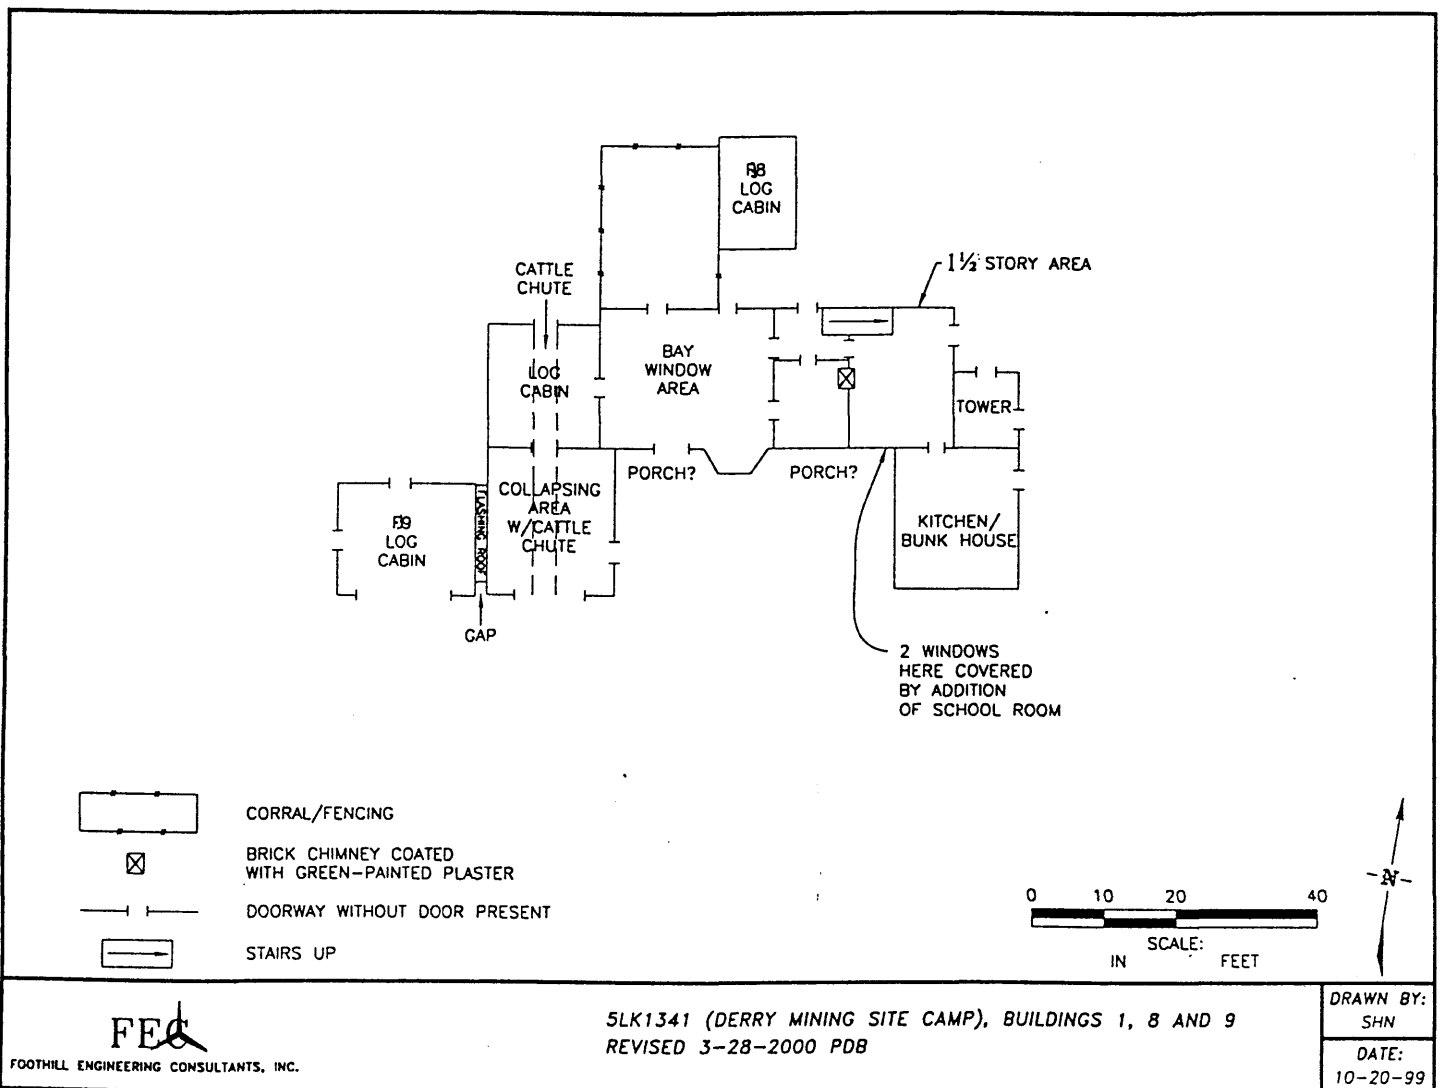 LOG
CABIN
CATTLE
CHUTE
1 ½ STORY AREA
BAY
WINDOW
AREA
LOG
CABIN
TOWER
PORCH?
PORCH?
COLLAPSING
AREA
W/CATTLE
CHUTE
FLASHING ROOF
LOG
CABIN
KITCHEN/
BUNK HOUSE
GAP
2 WINDOWS
HERE COVERED
BY ADDITION
OF SCHOOL ROOM
CORRAL/FENCING
BRICK CHIMNEY COATED
WITH GREEN-PAINTED PLASTER
DOORWAY WITHOUT DOOR PRESENT
STAIRS UP
0 10 20 40
SCALE:
IN FEET
N
FEC
FOOTHILL ENGINEERING CONSULTANTS, INC.
5LK1341 (DERRY MINING SITE CAMP), BUILDINGS 1, 8 AND 9
REVISED 3-28-2000 PDB
DRAWN BY:
SHN
DATE:
10-20-99